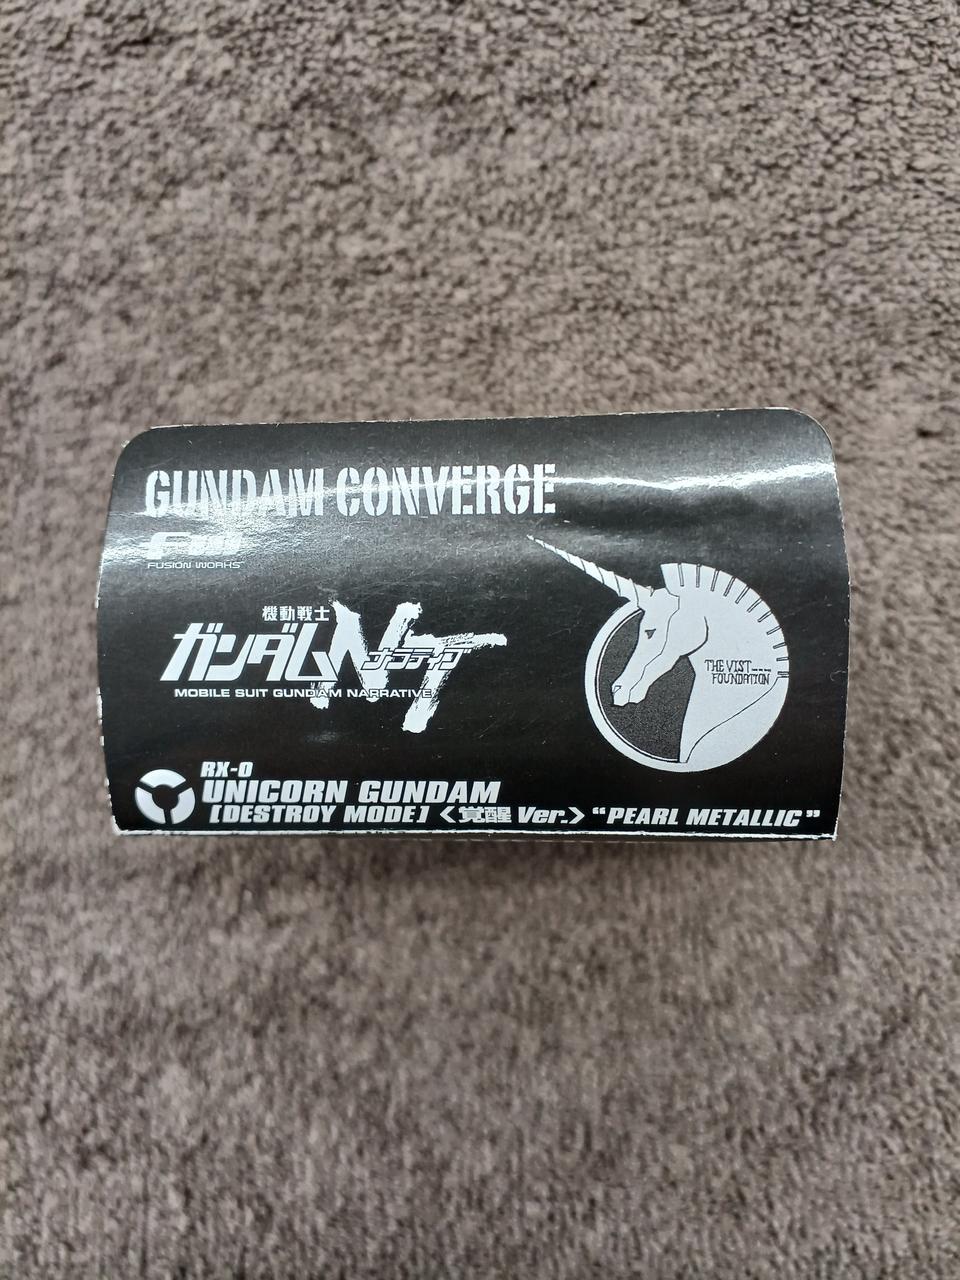 GUNDAM CONVERGE
FW
FUSION WORKS
機動戦士
ガンダムNT
ナラティブ
MOBILE SUIT GUNDAM NARRATIVE
THE VIST
FOUNDATION
RX-0
UNICORN GUNDAM
[DESTROY MODE]〈覚醒 Ver.〉“PEARL METALLIC”